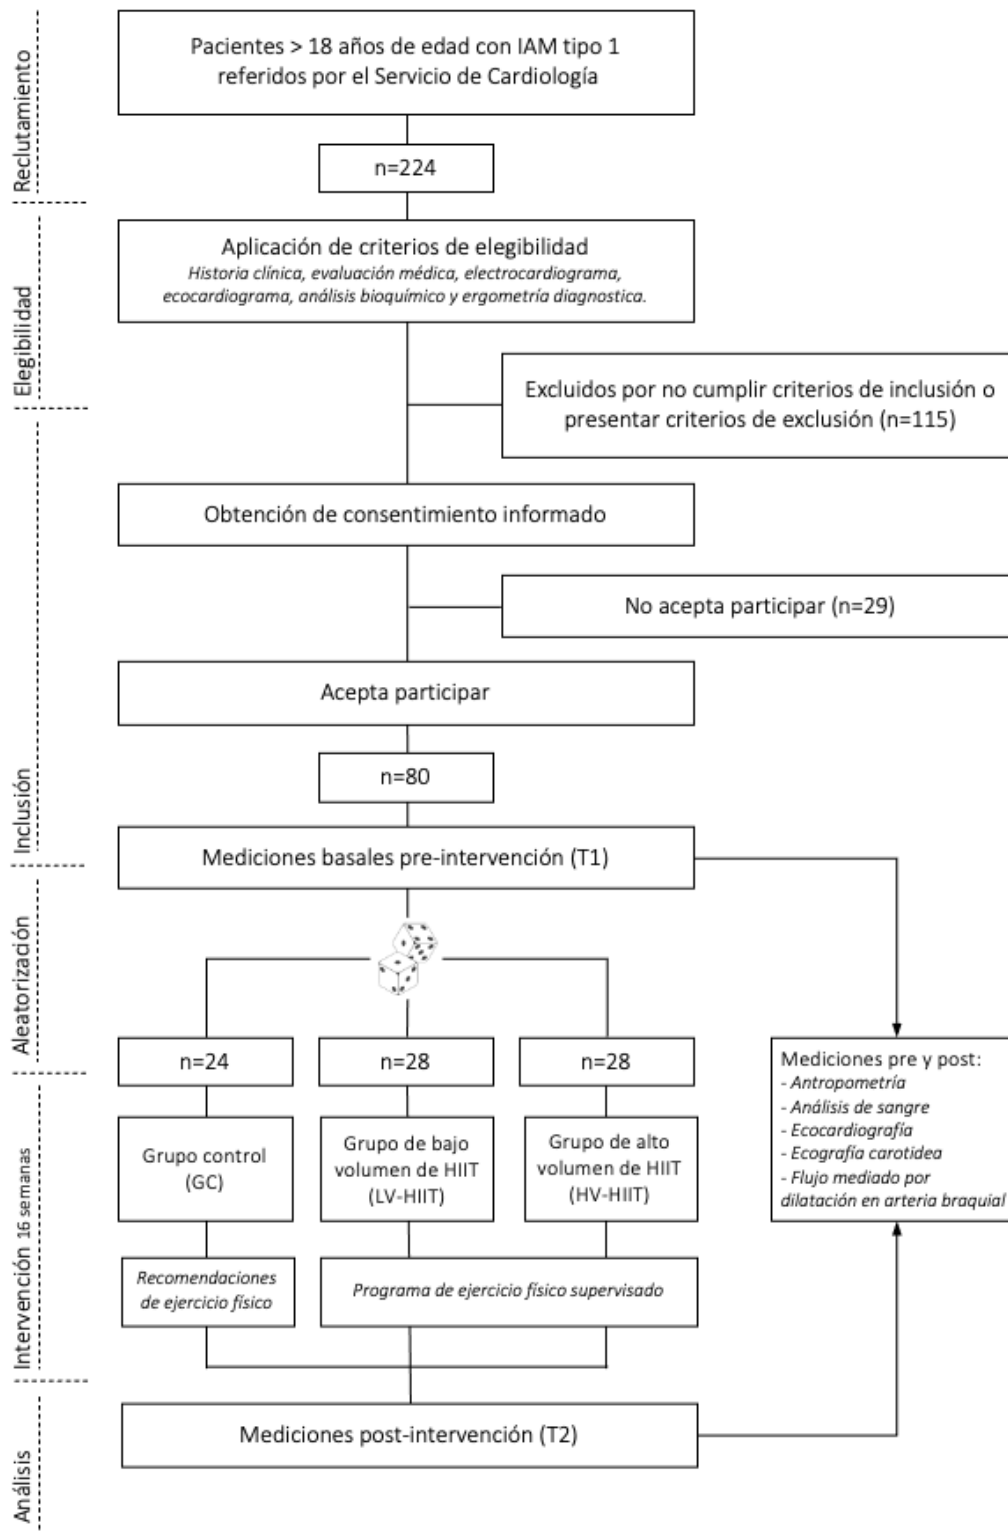 Reclutamiento
Pacientes > 18 años de edad con IAM tipo 1
referidos por el Servicio de Cardiología
n=224
Elegibilidad
Aplicación de criterios de elegibilidad
Historia clínica, evaluación médica, electrocardiograma,
ecocardiograma, análisis bioquímico y ergometría diagnostica.
Excluidos por no cumplir criterios de inclusión o
presentar criterios de exclusión (n=115)
Inclusión
Obtención de consentimiento informado
No acepta participar (n=29)
Acepta participar
n=80
Mediciones basales pre-intervención (T1)
Aleatorización
n=24
n=28
n=28
Intervención 16 semanas
Grupo control
(GC)
Grupo de bajo
volumen de HIIT
(LV-HIIT)
Grupo de alto
volumen de HIIT
(HV-HIIT)
Mediciones pre y post:
- Antropometría
- Análisis de sangre
- Ecocardiografía
- Ecografía carotidea
- Flujo mediado por
dilatación en arteria braquial
Recomendaciones
de ejercicio físico
Programa de ejercicio físico supervisado
Análisis
Mediciones post-intervención (T2)